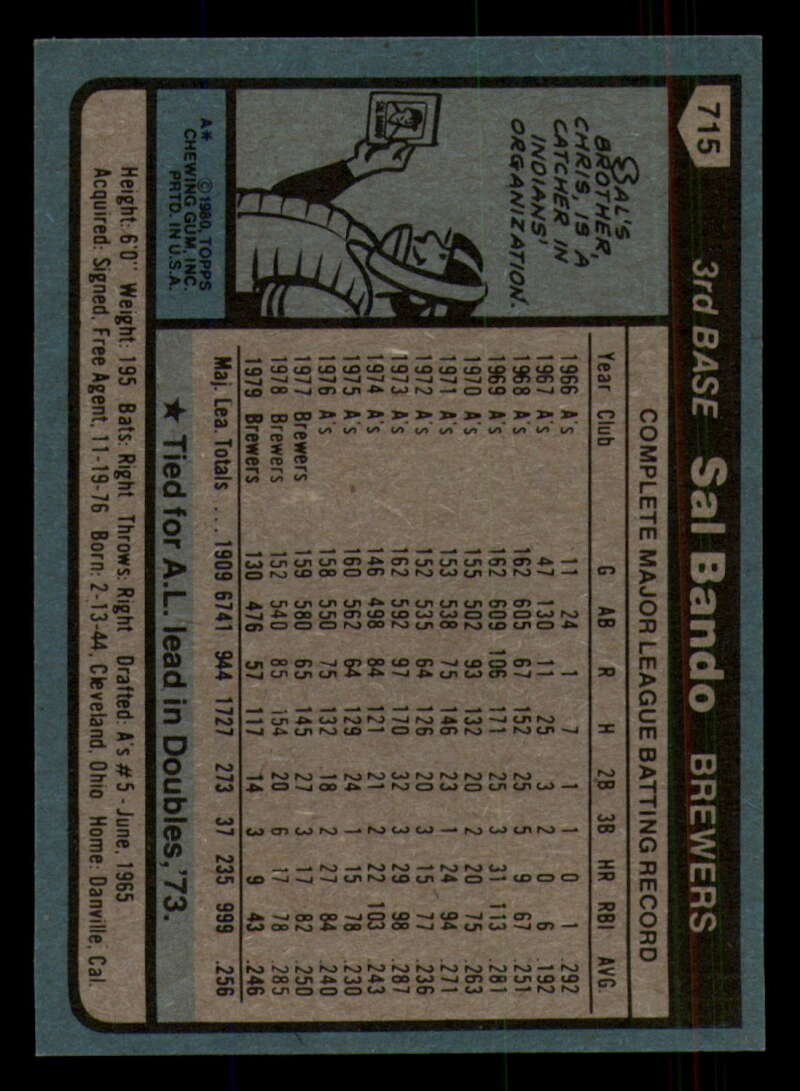 715 3rd BASE Sal Bando BREWERS
SAL'S
BROTHER,
CHRIS, IS A
CATCHER IN
INDIANS'
ORGANIZATION.
A* © 1980, TOPPS
CHEWING GUM, INC.
PRTD. IN U.S.A.
COMPLETE MAJOR LEAGUE BATTING RECORD
Year Club G AB R H 2B 3B HR RBI AVG.
1966 A's 11 24 1 7 1 1 0 1 .292
1967 A's 47 130 11 25 3 2 0 6 .192
1968 A's 162 605 67 152 25 5 9 67 .251
1969 A's 162 609 106 171 25 3 31 113 .281
1970 A's 155 502 93 132 20 2 20 75 .263
1971 A's 153 538 75 146 23 1 24 94 .271
1972 A's 152 535 64 126 20 3 15 77 .236
1973 A's 162 592 97 170 32 3 29 98 .287
1974 A's 146 498 84 121 21 2 22 103 .243
1975 A's 160 562 64 129 24 1 15 78 .230
1976 A's 158 550 75 132 18 2 27 84 .240
1977 Brewers 159 580 65 145 27 3 17 82 .250
1978 Brewers 152 540 85 154 20 6 17 78 .285
1979 Brewers 130 476 57 117 14 3 9 43 .246
Maj. Lea. Totals .... 1909 6741 944 1727 273 37 235 999 .256
★ Tied for A.L. lead in Doubles, '73.
Height: 6'0" Weight: 195 Bats: Right Throws: Right Drafted: A's #5 - June, 1965
Acquired: Signed, Free Agent, 11-19-76 Born: 2-13-44, Cleveland, Ohio Home: Danville, Cal.